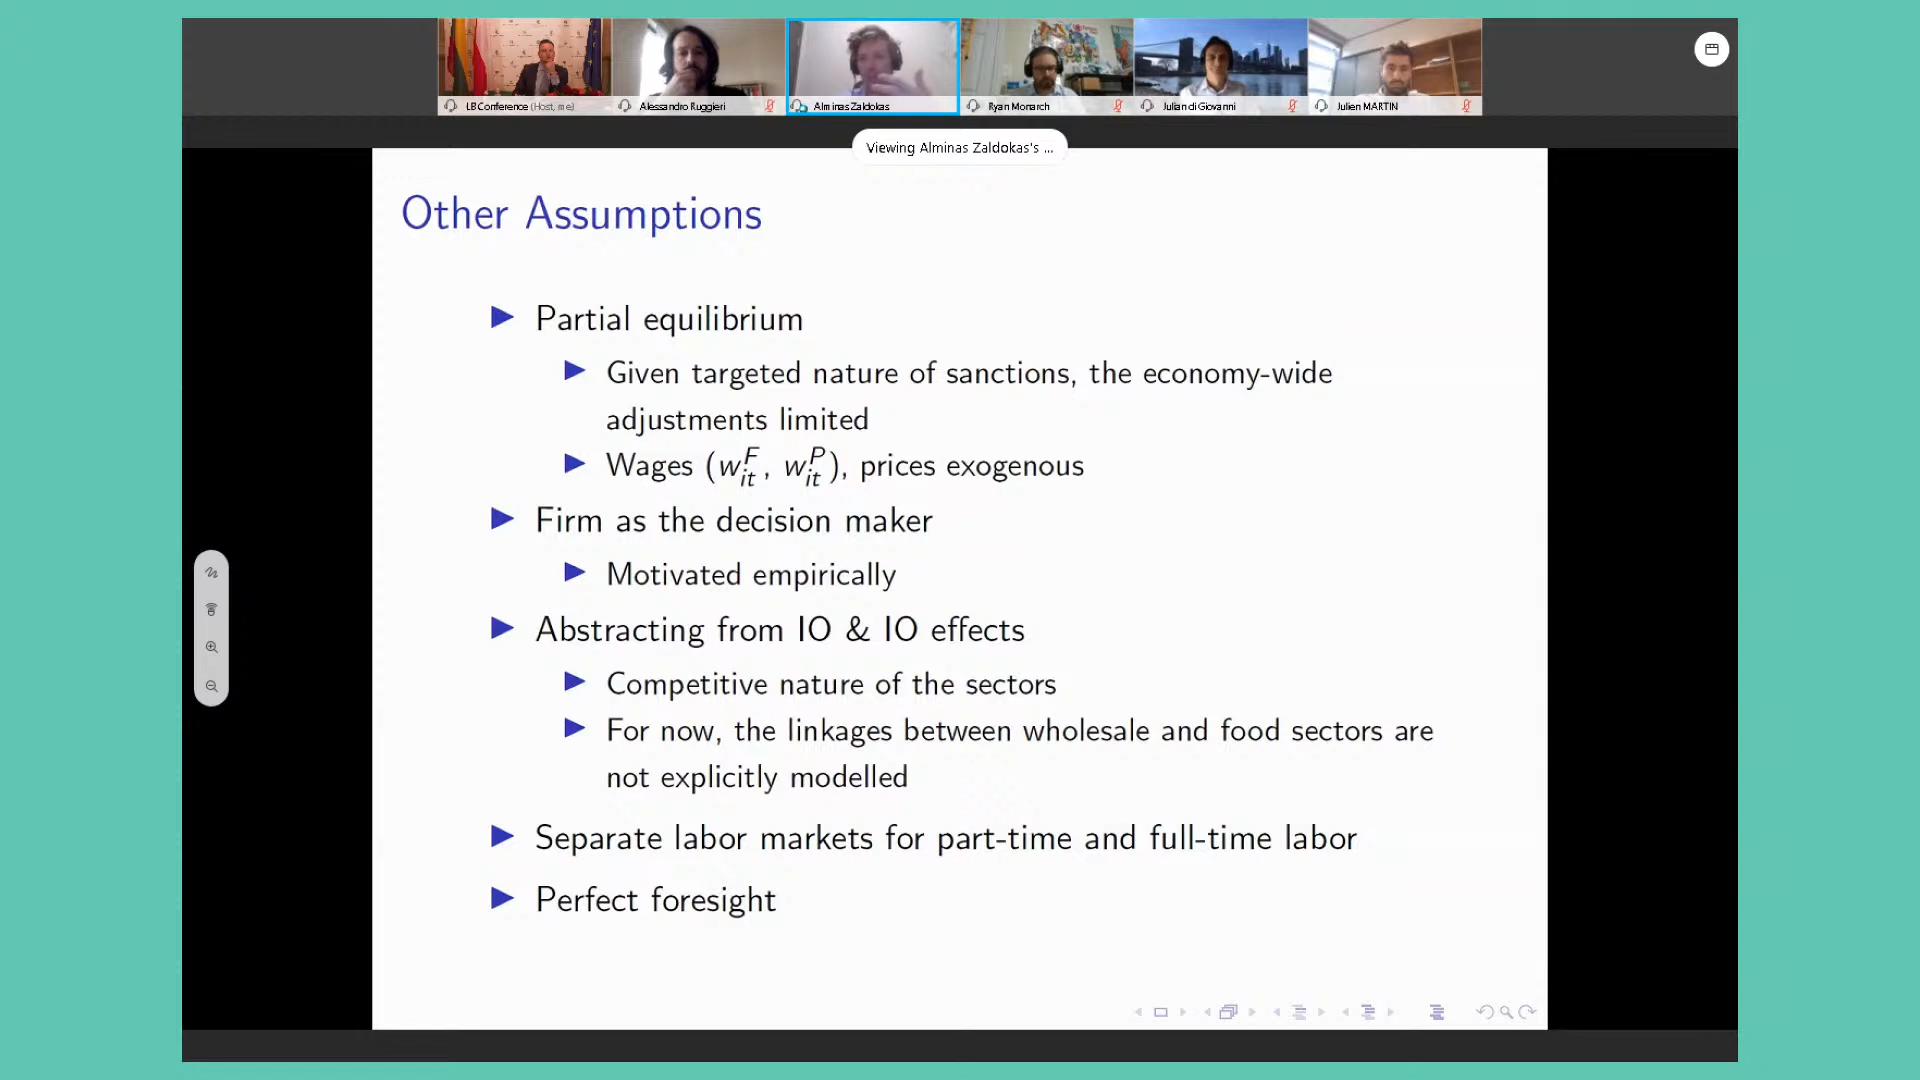 LB Conference (Host, me)
Alessandro Ruggieri
Alminas Zaldokas
Ryan Monarch
Julian di Giovanni
Julien MARTIN
Viewing Alminas Zaldokas's ...
Other Assumptions
Partial equilibrium
Given targeted nature of sanctions, the economy-wide
adjustments limited
Wages (w_{it}^F, w_{it}^P), prices exogenous
Firm as the decision maker
Motivated empirically
Abstracting from IO & IO effects
Competitive nature of the sectors
For now, the linkages between wholesale and food sectors are
not explicitly modelled
Separate labor markets for part-time and full-time labor
Perfect foresight